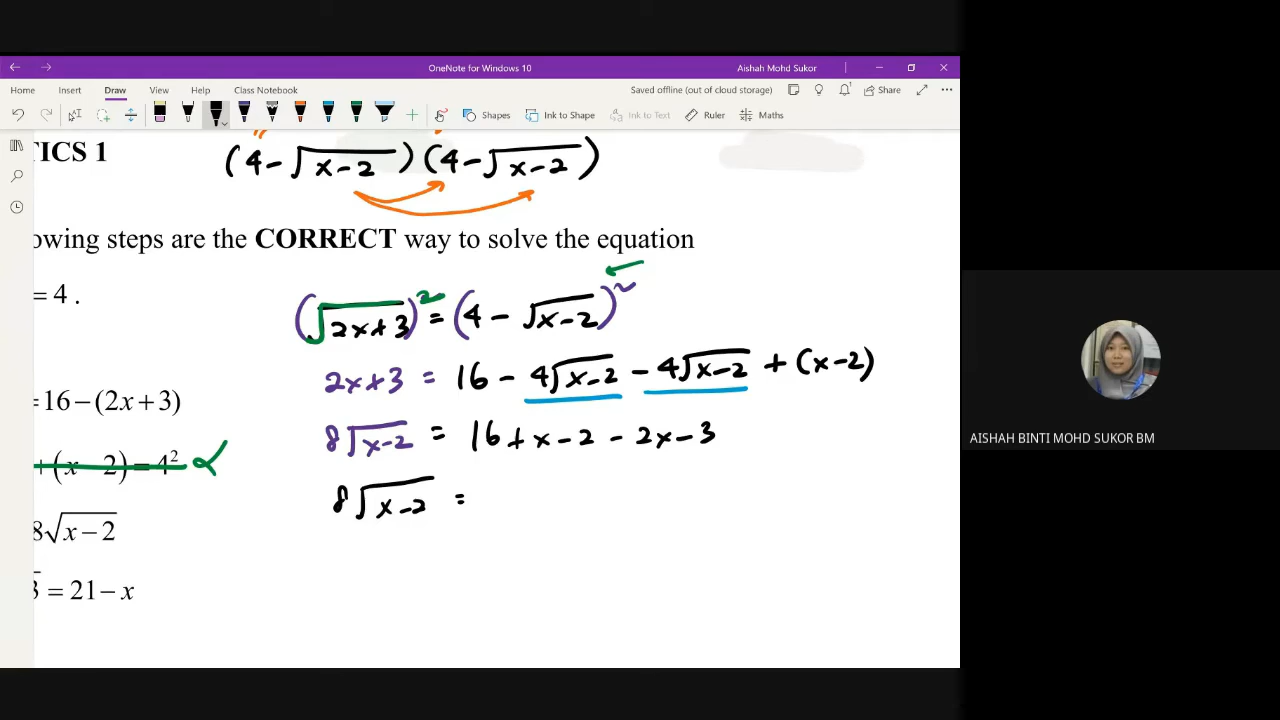 OneNote for Windows 10
Aishah Mohd Sukor
Home Insert Draw View Help Class Notebook
Saved offline (out of cloud storage)
Share
Shapes Ink to Shape Ink to Text Ruler Maths
TICS 1
(4-√(x-2))(4-√(x-2))
owing steps are the CORRECT way to solve the equation
= 4 .
(√(2x+3))² = (4 - √(x-2))²
2x+3 = 16 - 4√(x-2) - 4√(x-2) + (x-2)
=16-(2x+3)
8√(x-2) = 16 + x - 2 - 2x - 3
+(x-2)=4²
8√(x-2) =
8√(x-2)
3 = 21-x
AISHAH BINTI MOHD SUKOR BM